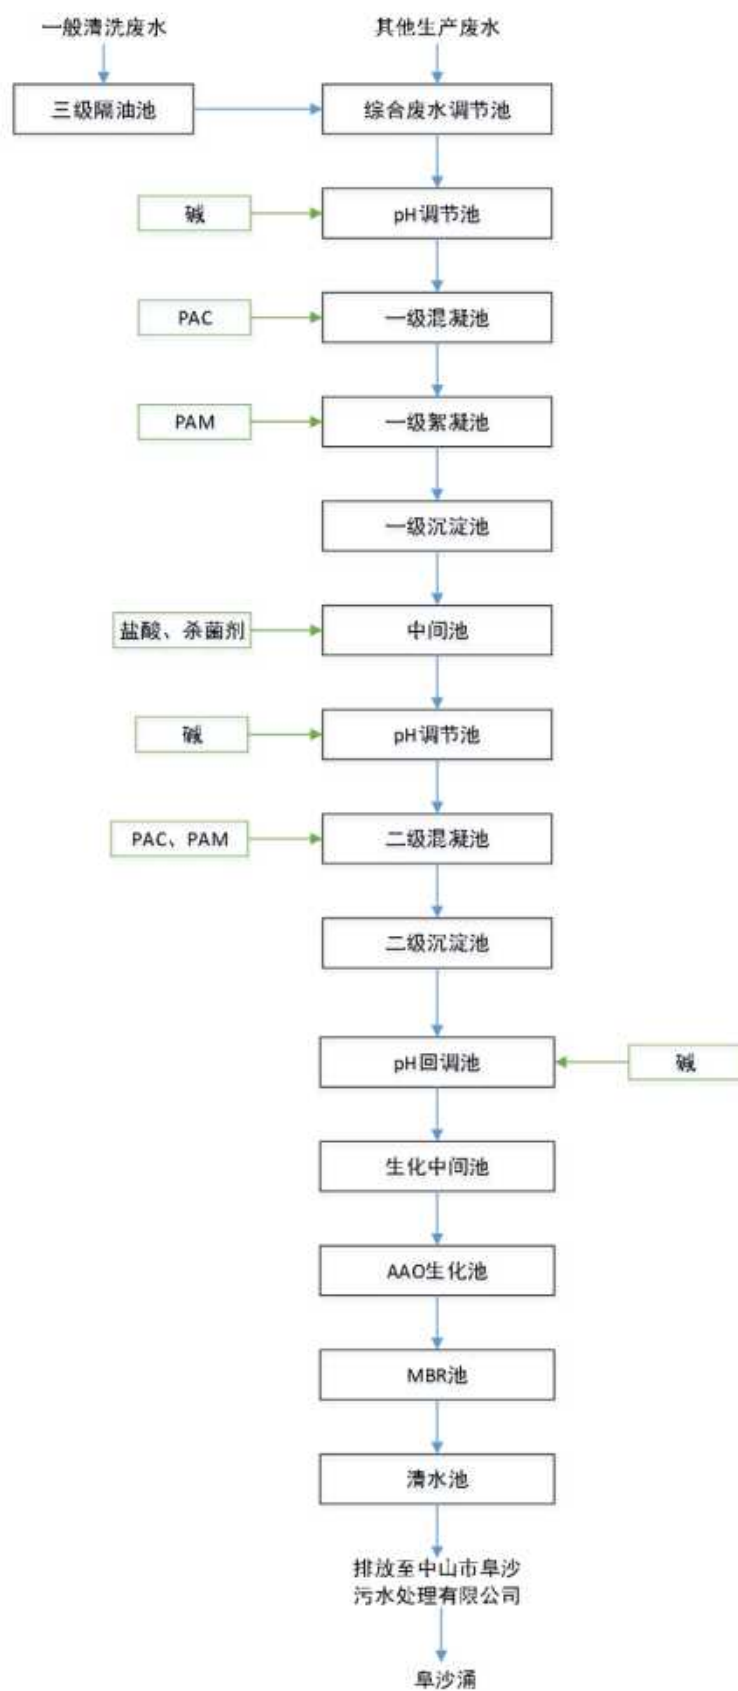 一般清洗废水
其他生产废水
三级隔油池
综合废水调节池
碱
pH调节池
PAC
一级混凝池
PAM
一级絮凝池
一级沉淀池
盐酸、杀菌剂
中间池
碱
pH调节池
PAC、PAM
二级混凝池
二级沉淀池
pH回调池
碱
生化中间池
AAO生化池
MBR池
清水池
排放至中山市阜沙
污水处理有限公司
阜沙涌